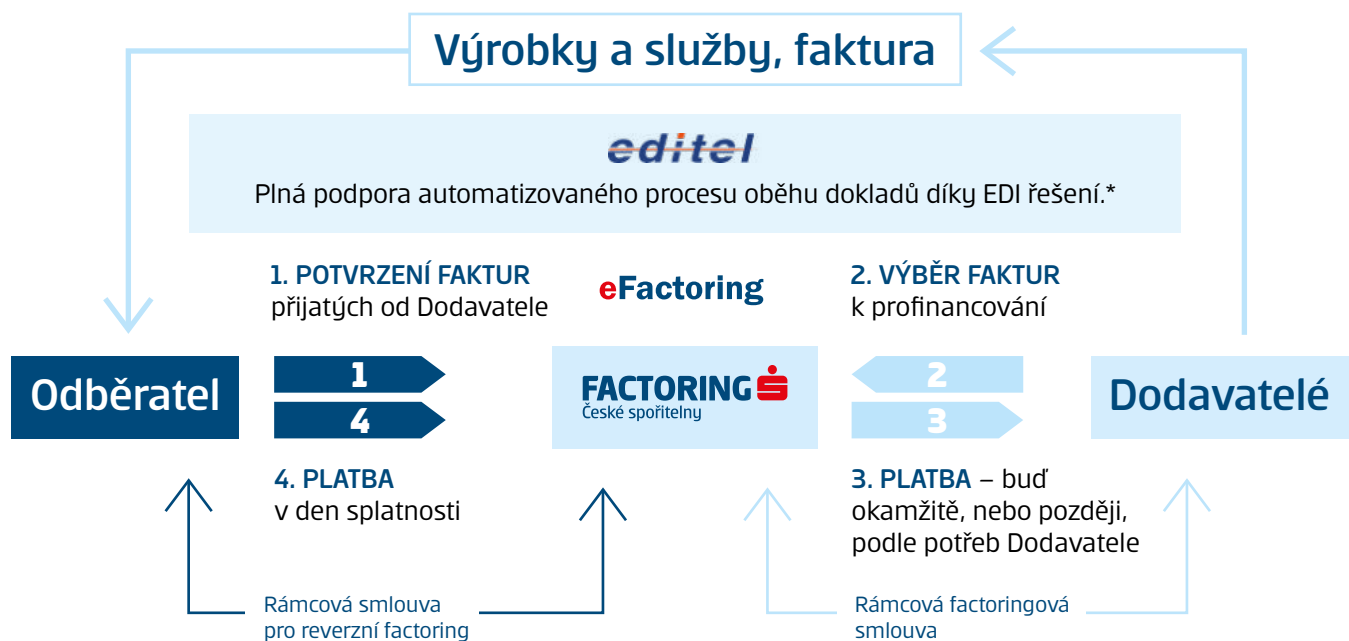 Výrobky a služby, faktura
editel
Plná podpora automatizovaného procesu oběhu dokladů díky EDI řešení.*
1. POTVRZENÍ FAKTUR
přijatých od Dodavatele
eFactoring
2. VÝBĚR FAKTUR
k profinancování
Odběratel
1
4
FACTORING
České spořitelny
2
3
Dodavatelé
4. PLATBA
v den splatnosti
3. PLATBA – buď
okamžitě, nebo později,
podle potřeb Dodavatele
Rámcová smlouva
pro reverzní factoring
Rámcová factoringová
smlouva